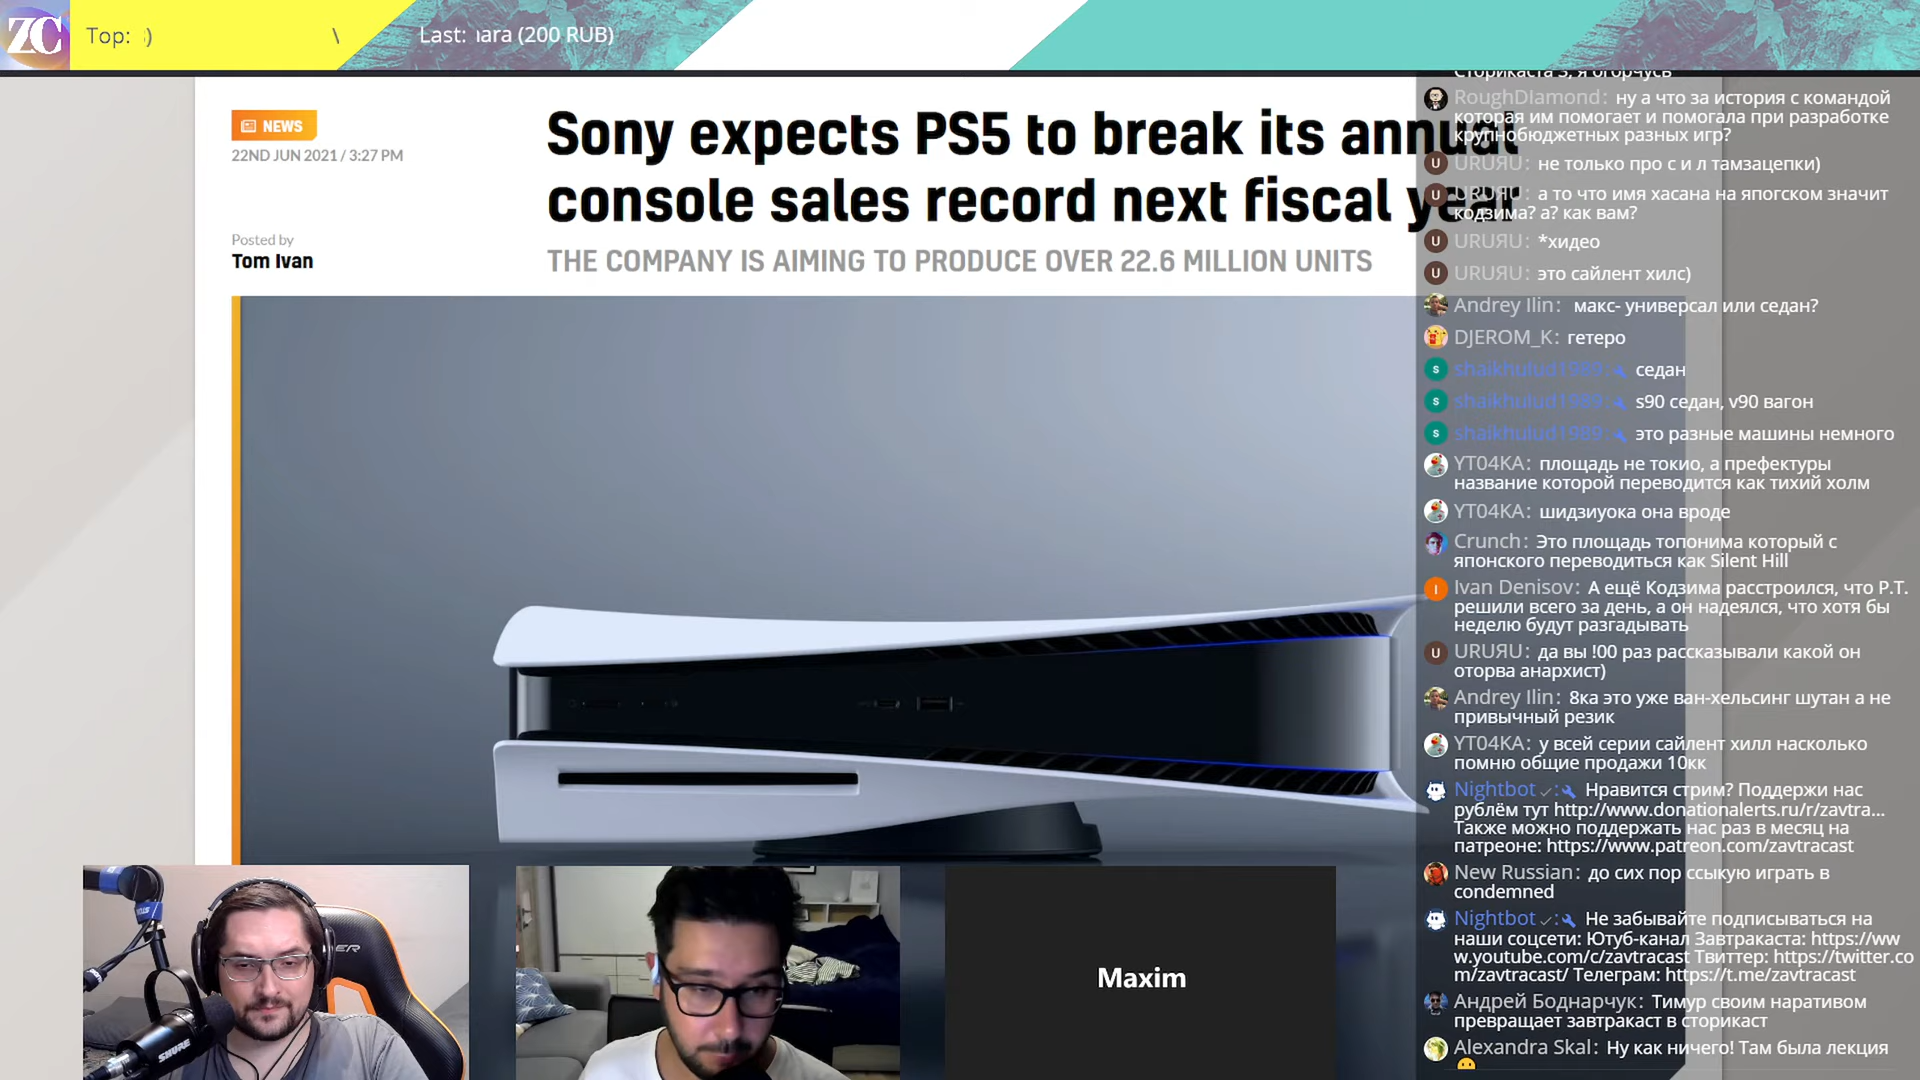 ZC
Top: :)
\
Last: нara (200 RUB)
NEWS
22ND JUN 2021 / 3:27 PM
Posted by
Tom Ivan
Sony expects PS5 to break its annual
console sales record next fiscal year
THE COMPANY IS AIMING TO PRODUCE OVER 22.6 MILLION UNITS
SHURE
Maxim
Сторикаста 3, я огорчусь
RoughDIamond: ну а что за история с командой
которая им помогает и помогала при разработке
крупнобюджетных разных игр?
URUЯU: не только про с и л тамзацепки)
URUЯU: а то что имя хасана на япогском значит
кодзима? а? как вам?
URUЯU: *хидео
URUЯU: это сайлент хилс)
Andrey Ilin: макс- универсал или седан?
DJEROM_K: гетеро
shaikhulud1989: седан
shaikhulud1989: s90 седан, v90 вагон
shaikhulud1989: это разные машины немного
YT04KA: площадь не токио, а префектуры
название которой переводится как тихий холм
YT04KA: шидзиуока она вроде
Crunch: Это площадь топонима который с
японского переводиться как Silent Hill
Ivan Denisov: А ещё Кодзима расстроился, что P.T.
решили всего за день, а он надеялся, что хотя бы
неделю будут разгадывать
URUЯU: да вы !00 раз рассказывали какой он
оторва анархист)
Andrey Ilin: 8ка это уже ван-хельсинг шутан а не
привычный резик
YT04KA: у всей серии сайлент хилл насколько
помню общие продажи 10кк
Nightbot: Нравится стрим? Поддержи нас
рублём тут http://www.donationalerts.ru/r/zavtra...
Также можно поддержать нас раз в месяц на
патреоне: https://www.patreon.com/zavtracast
New Russian: до сих пор ссыкую играть в
condemned
Nightbot: Не забывайте подписываться на
наши соцсети: Ютуб-канал Завтракаста: https://ww
w.youtube.com/c/zavtracast Твиттер: https://twitter.co
m/zavtracast/ Телеграм: https://t.me/zavtracast
Андрей Боднарчук: Тимур своим наративом
превращает завтракаст в сторикаст
Alexandra Skal: Ну как ничего! Там была лекция